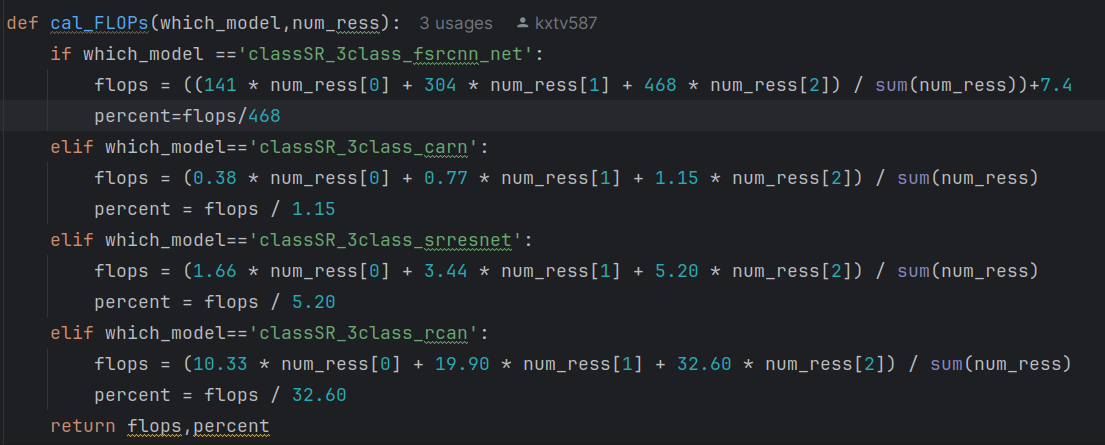 def cal_FLOPs(which_model,num_ress): 3 usages kxtv587
    if which_model =='classSR_3class_fsrcnn_net':
        flops = ((141 * num_ress[0] + 304 * num_ress[1] + 468 * num_ress[2]) / sum(num_ress))+7.4
        percent=flops/468
    elif which_model=='classSR_3class_carn':
        flops = (0.38 * num_ress[0] + 0.77 * num_ress[1] + 1.15 * num_ress[2]) / sum(num_ress)
        percent = flops / 1.15
    elif which_model=='classSR_3class_srresnet':
        flops = (1.66 * num_ress[0] + 3.44 * num_ress[1] + 5.20 * num_ress[2]) / sum(num_ress)
        percent = flops / 5.20
    elif which_model=='classSR_3class_rcan':
        flops = (10.33 * num_ress[0] + 19.90 * num_ress[1] + 32.60 * num_ress[2]) / sum(num_ress)
        percent = flops / 32.60
    return flops,percent